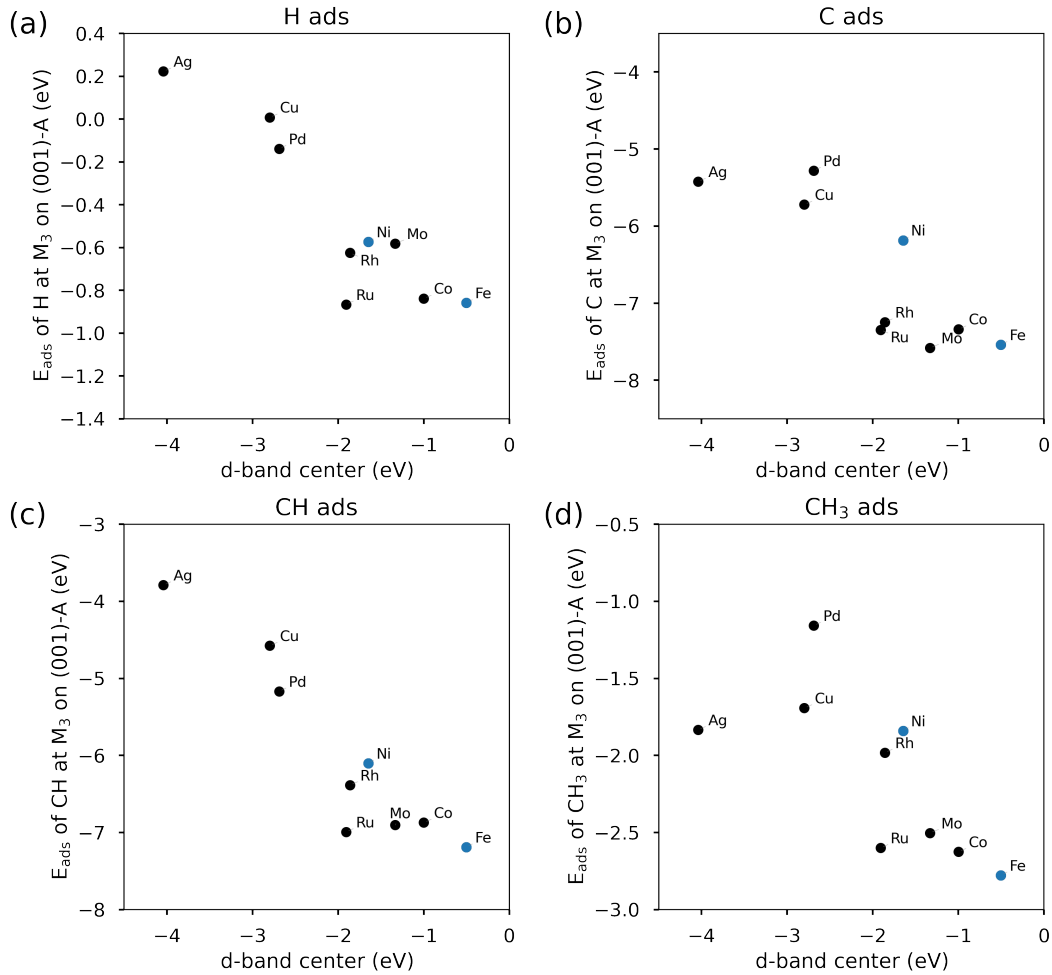 (a)
H ads
E_ads of H at M_3 on (001)-A (eV)
0.4
0.2
0.0
−0.2
−0.4
−0.6
−0.8
−1.0
−1.2
−1.4
Ag
Cu
Pd
Ni
Mo
Rh
Ru
Co
Fe
−4
−3
−2
−1
0
d-band center (eV)
(b)
C ads
E_ads of C at M_3 on (001)-A (eV)
−4
−5
−6
−7
−8
Ag
Pd
Cu
Ni
Rh
Ru
Mo
Co
Fe
−4
−3
−2
−1
0
d-band center (eV)
(c)
CH ads
E_ads of CH at M_3 on (001)-A (eV)
−3
−4
−5
−6
−7
−8
Ag
Cu
Pd
Ni
Rh
Ru
Mo
Co
Fe
−4
−3
−2
−1
0
d-band center (eV)
(d)
CH_3 ads
E_ads of CH_3 at M_3 on (001)-A (eV)
−0.5
−1.0
−1.5
−2.0
−2.5
−3.0
Pd
Ag
Cu
Ni
Rh
Ru
Mo
Co
Fe
−4
−3
−2
−1
0
d-band center (eV)